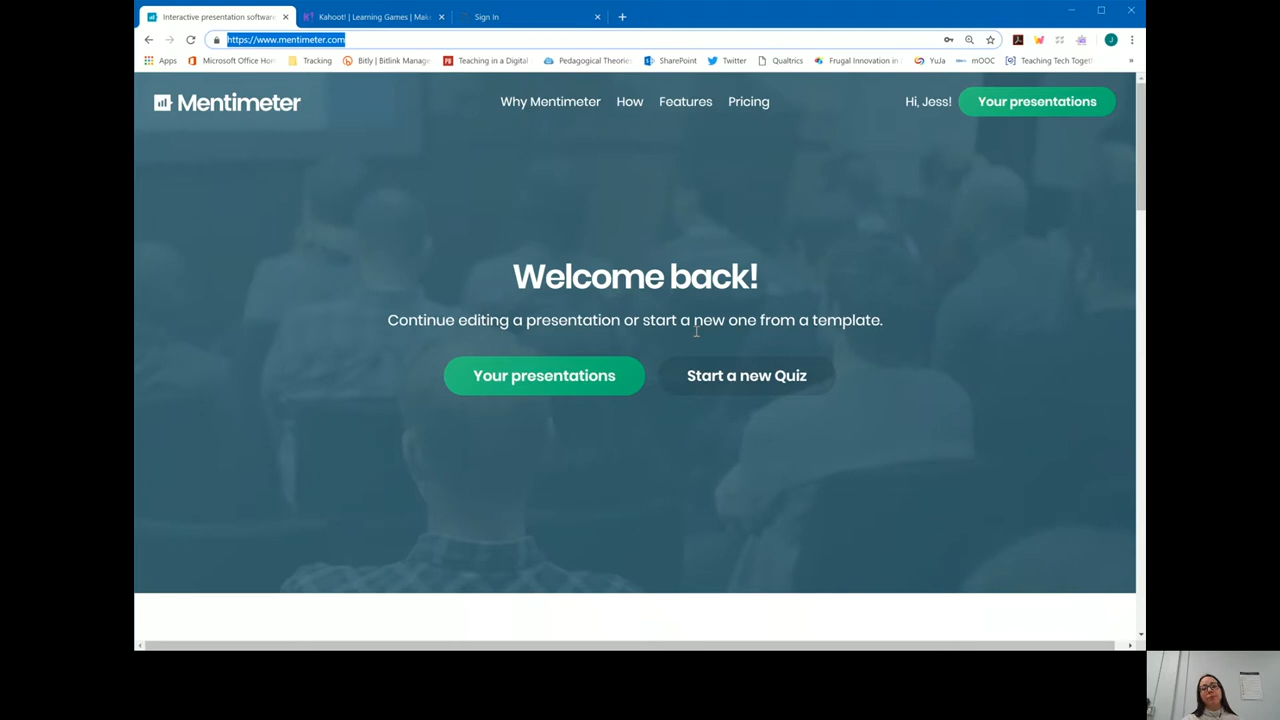 Interactive presentation software
Kahoot! | Learning Games | Mak
Sign In
https://www.mentimeter.com
Apps
Microsoft Office Hom
Tracking
Bitly | Bitlink Manage
Teaching in a Digital
Pedagogical Theories
SharePoint
Twitter
Qualtrics
Frugal Innovation in
YuJa
mOOC
Teaching Tech Toget
Mentimeter
Why Mentimeter
How
Features
Pricing
Hi, Jess!
Your presentations
Welcome back!
Continue editing a presentation or start a new one from a template.
Your presentations
Start a new Quiz